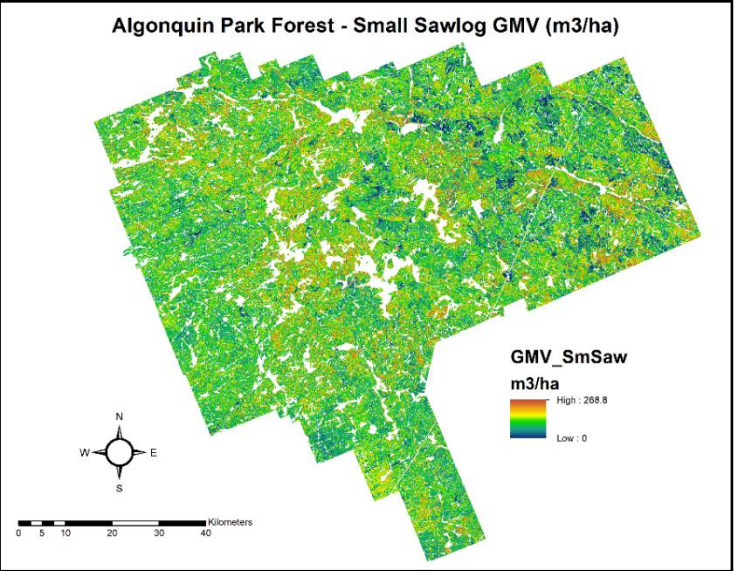 Algonquin Park Forest - Small Sawlog GMV (m3/ha)
GMV_SmSaw
m3/ha
High : 268.8
Low : 0
N
W E
S
Kilometers
0 5 10 20 30 40